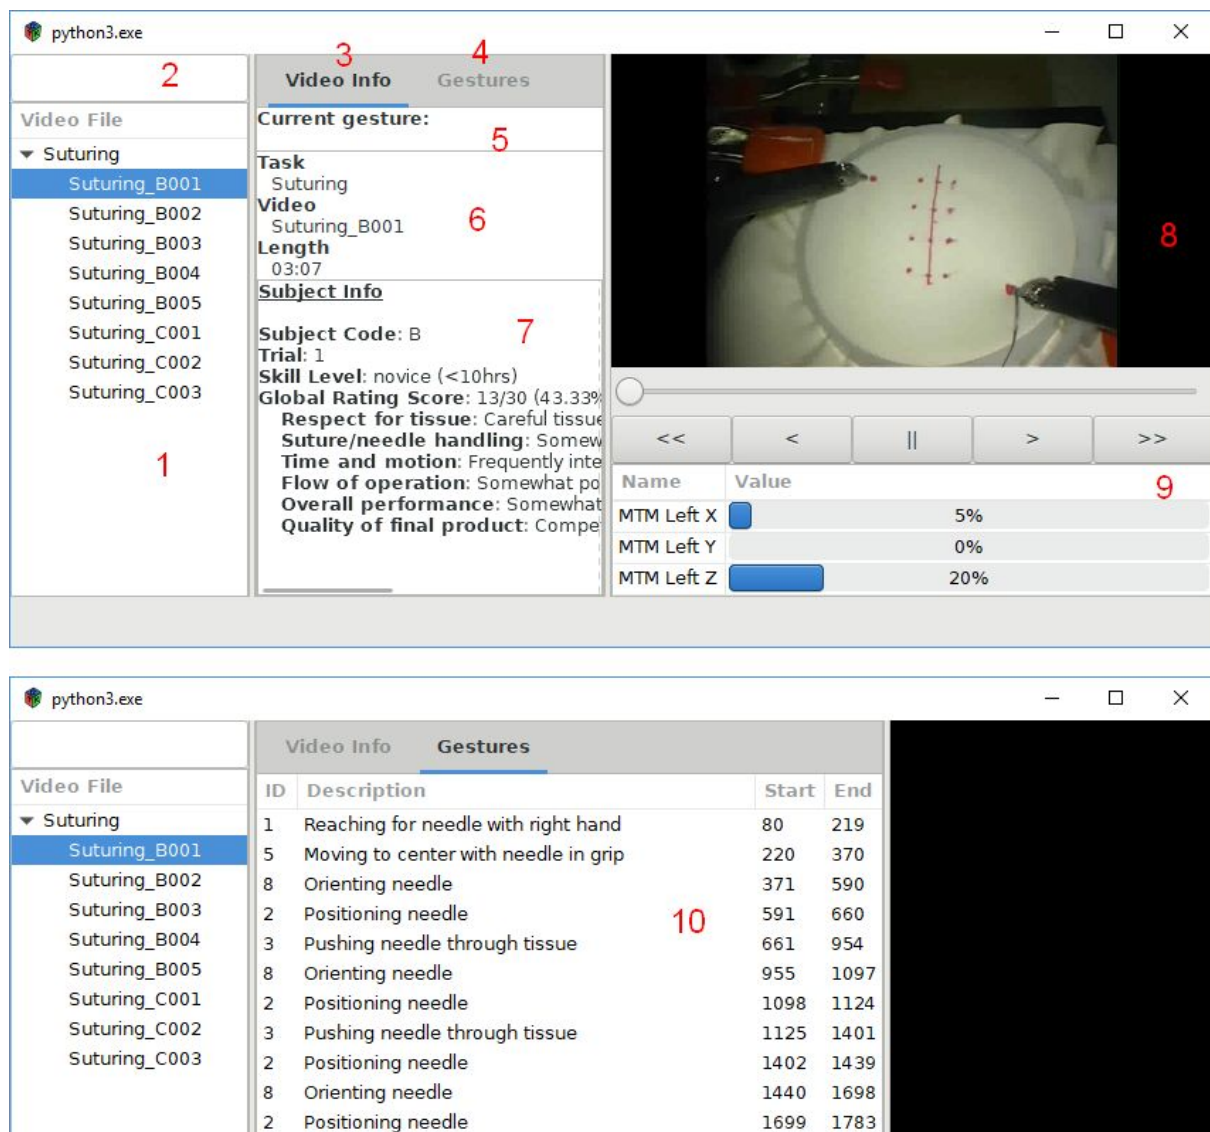 python3.exe
2
Video File
Suturing
Suturing_B001
Suturing_B002
Suturing_B003
Suturing_B004
Suturing_B005
Suturing_C001
Suturing_C002
Suturing_C003
1
3 4
Video Info Gestures
Current gesture:
5
Task
Suturing
Video
Suturing_B001
6
Length
03:07
Subject Info
7
Subject Code: B
Trial: 1
Skill Level: novice (<10hrs)
Global Rating Score: 13/30 (43.33%
Respect for tissue: Careful tissue
Suture/needle handling: Somew
Time and motion: Frequently inte
Flow of operation: Somewhat po
Overall performance: Somewhat
Quality of final product: Compe
8
<< < || > >>
Name Value
9
MTM Left X 5%
MTM Left Y 0%
MTM Left Z 20%
python3.exe
Video File
Suturing
Suturing_B001
Suturing_B002
Suturing_B003
Suturing_B004
Suturing_B005
Suturing_C001
Suturing_C002
Suturing_C003
Video Info Gestures
ID Description Start End
1 Reaching for needle with right hand 80 219
5 Moving to center with needle in grip 220 370
8 Orienting needle 371 590
2 Positioning needle 591 660
10
3 Pushing needle through tissue 661 954
8 Orienting needle 955 1097
2 Positioning needle 1098 1124
3 Pushing needle through tissue 1125 1401
2 Positioning needle 1402 1439
8 Orienting needle 1440 1698
2 Positioning needle 1699 1783